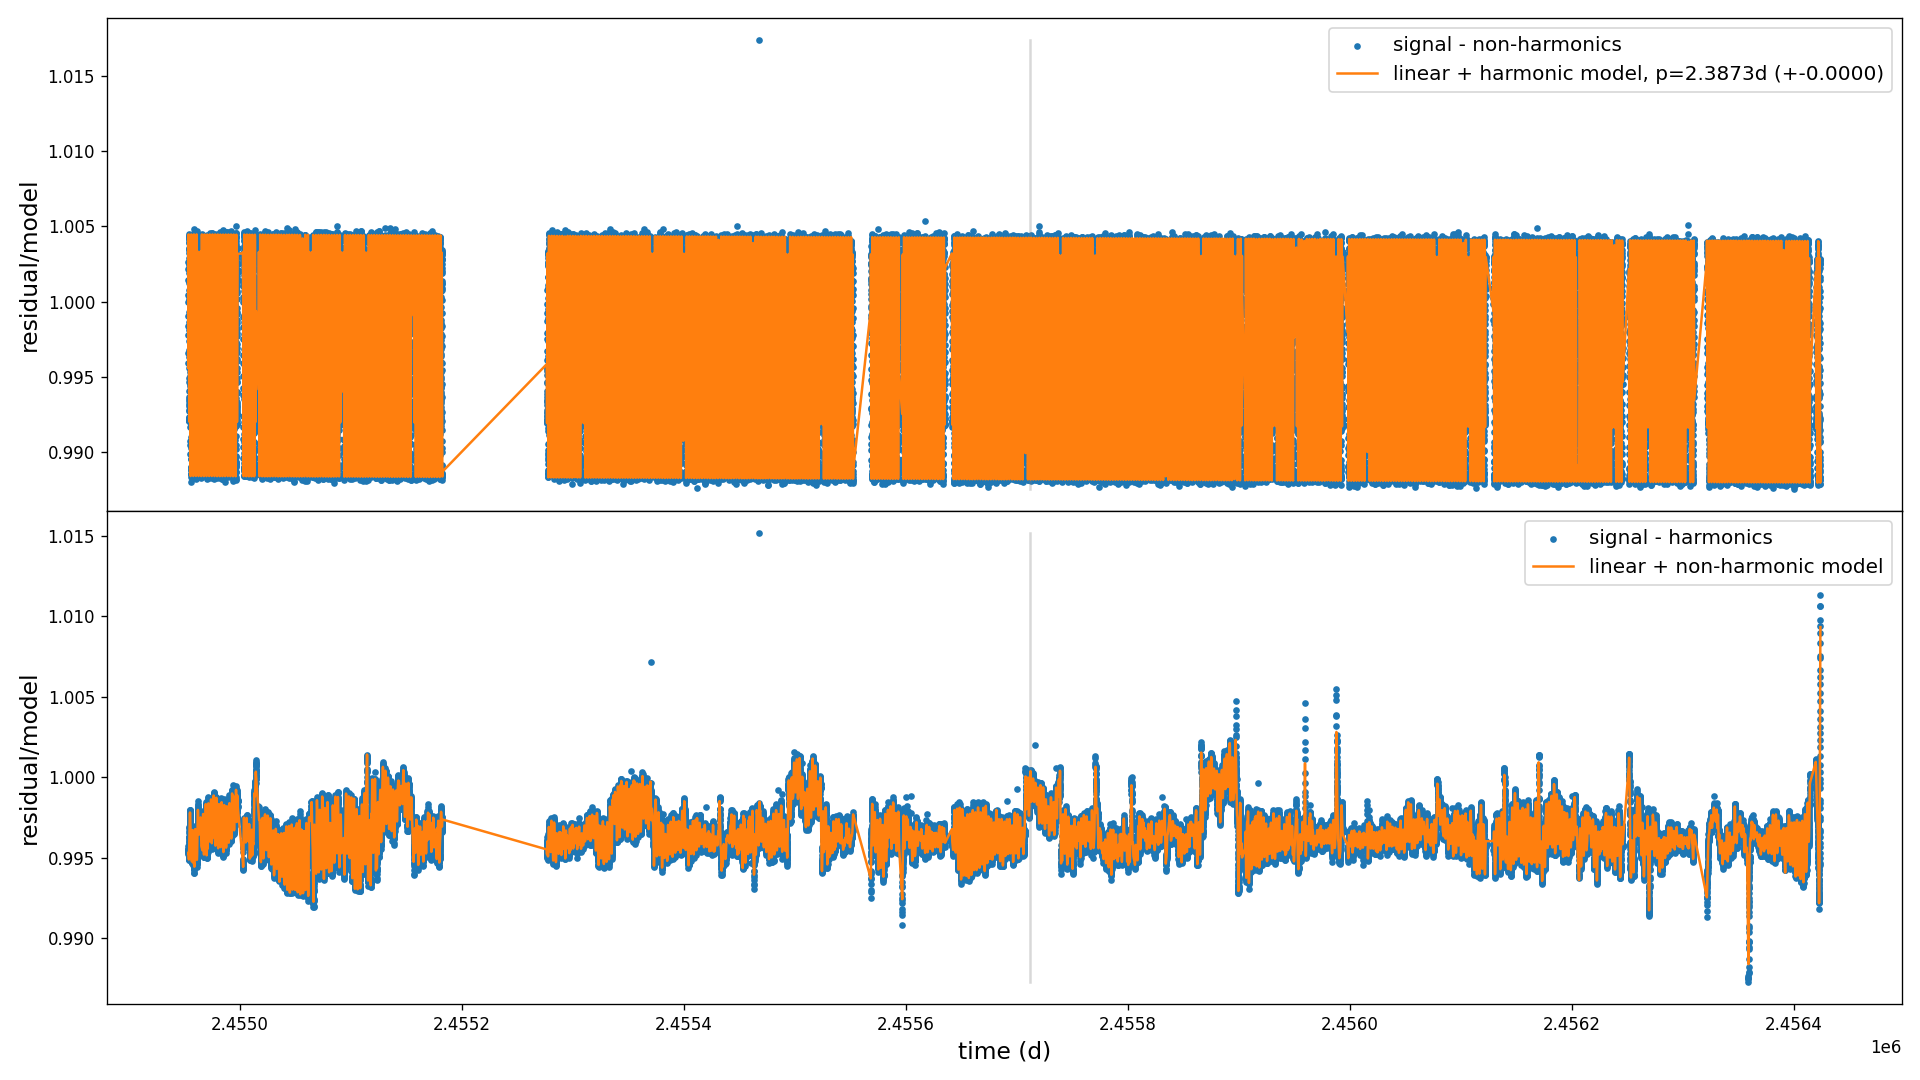 signal - non-harmonics
linear + harmonic model, p=2.3873d (+-0.0000)
1.015
1.010
1.005
1.000
0.995
0.990
residual/model
signal - harmonics
linear + non-harmonic model
1.015
1.010
1.005
1.000
0.995
0.990
residual/model
2.4550 2.4552 2.4554 2.4556 2.4558 2.4560 2.4562 2.4564
time (d)
1e6